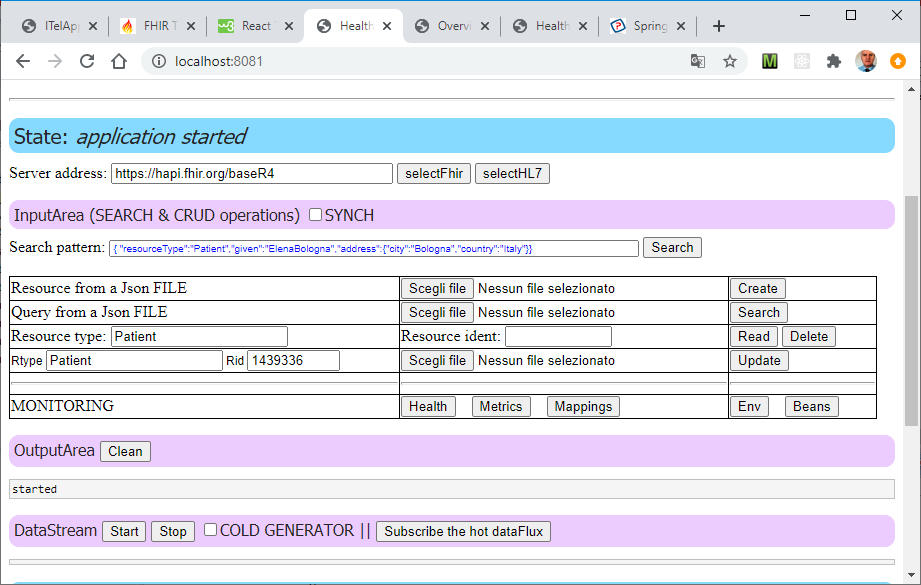 ITelApp
FHIR T
React T
Health
Overvi
Health
Spring
localhost:8081
State: application started
Server address: https://hapi.fhir.org/baseR4 selectFhir selectHL7
InputArea (SEARCH & CRUD operations) SYNCH
Search pattern: { "resourceType":"Patient","given":"ElenaBologna","address":{"city":"Bologna","country":"Italy"}} Search
Resource from a Json FILE Scegli file Nessun file selezionato Create
Query from a Json FILE Scegli file Nessun file selezionato Search
Resource type: Patient Resource ident: Read Delete
Rtype Patient Rid 1439336 Scegli file Nessun file selezionato Update
MONITORING Health Metrics Mappings Env Beans
OutputArea Clean
started
DataStream Start Stop COLD GENERATOR || Subscribe the hot dataFlux